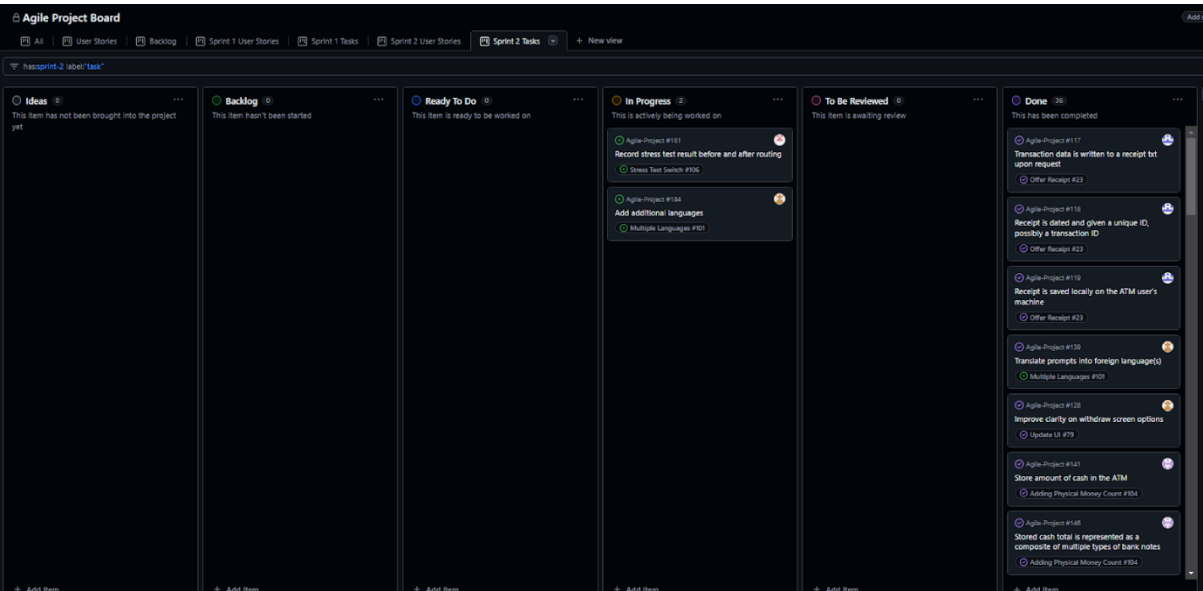 Agile Project Board
Add
All
User Stories
Backlog
Sprint 1 User Stories
Sprint 1 Tasks
Sprint 2 User Stories
Sprint 2 Tasks
+ New view
has:sprint-2 label:"task"
Ideas 0
This item has not been brought into the project
yet
+ Add item
Backlog 0
This item hasn't been started
+ Add item
Ready To Do 0
This item is ready to be worked on
+ Add item
In Progress 2
This is actively being worked on
Agile-Project #161
Record stress test result before and after routing
Stress Test Switch #106
Agile-Project #184
Add additional languages
Multiple Languages #101
+ Add item
To Be Reviewed 0
This item is awaiting review
+ Add item
Done 36
This has been completed
Agile-Project #117
Transaction data is written to a receipt txt
upon request
Offer Receipt #23
Agile-Project #118
Receipt is dated and given a unique ID,
possibly a transaction ID
Offer Receipt #23
Agile-Project #119
Receipt is saved locally on the ATM user's
machine
Offer Receipt #23
Agile-Project #139
Translate prompts into foreign language(s)
Multiple Languages #101
Agile-Project #128
Improve clarity on withdraw screen options
Update UI #79
Agile-Project #141
Store amount of cash in the ATM
Adding Physical Money Count #104
Agile-Project #146
Stored cash total is represented as a
composite of multiple types of bank notes
Adding Physical Money Count #104
+ Add item